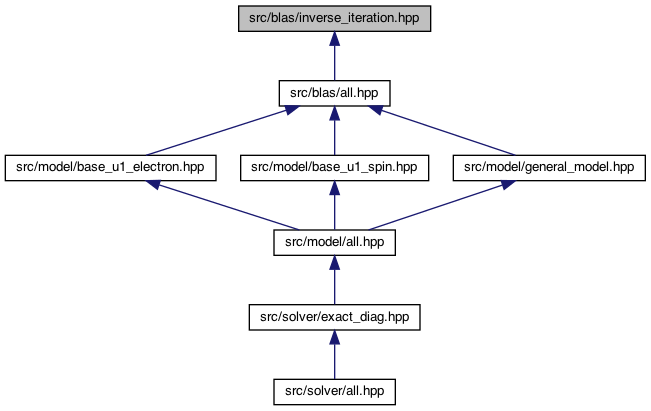 src/blas/inverse_iteration.hpp
src/blas/all.hpp
src/model/base_u1_electron.hpp
src/model/base_u1_spin.hpp
src/model/general_model.hpp
src/model/all.hpp
src/solver/exact_diag.hpp
src/solver/all.hpp